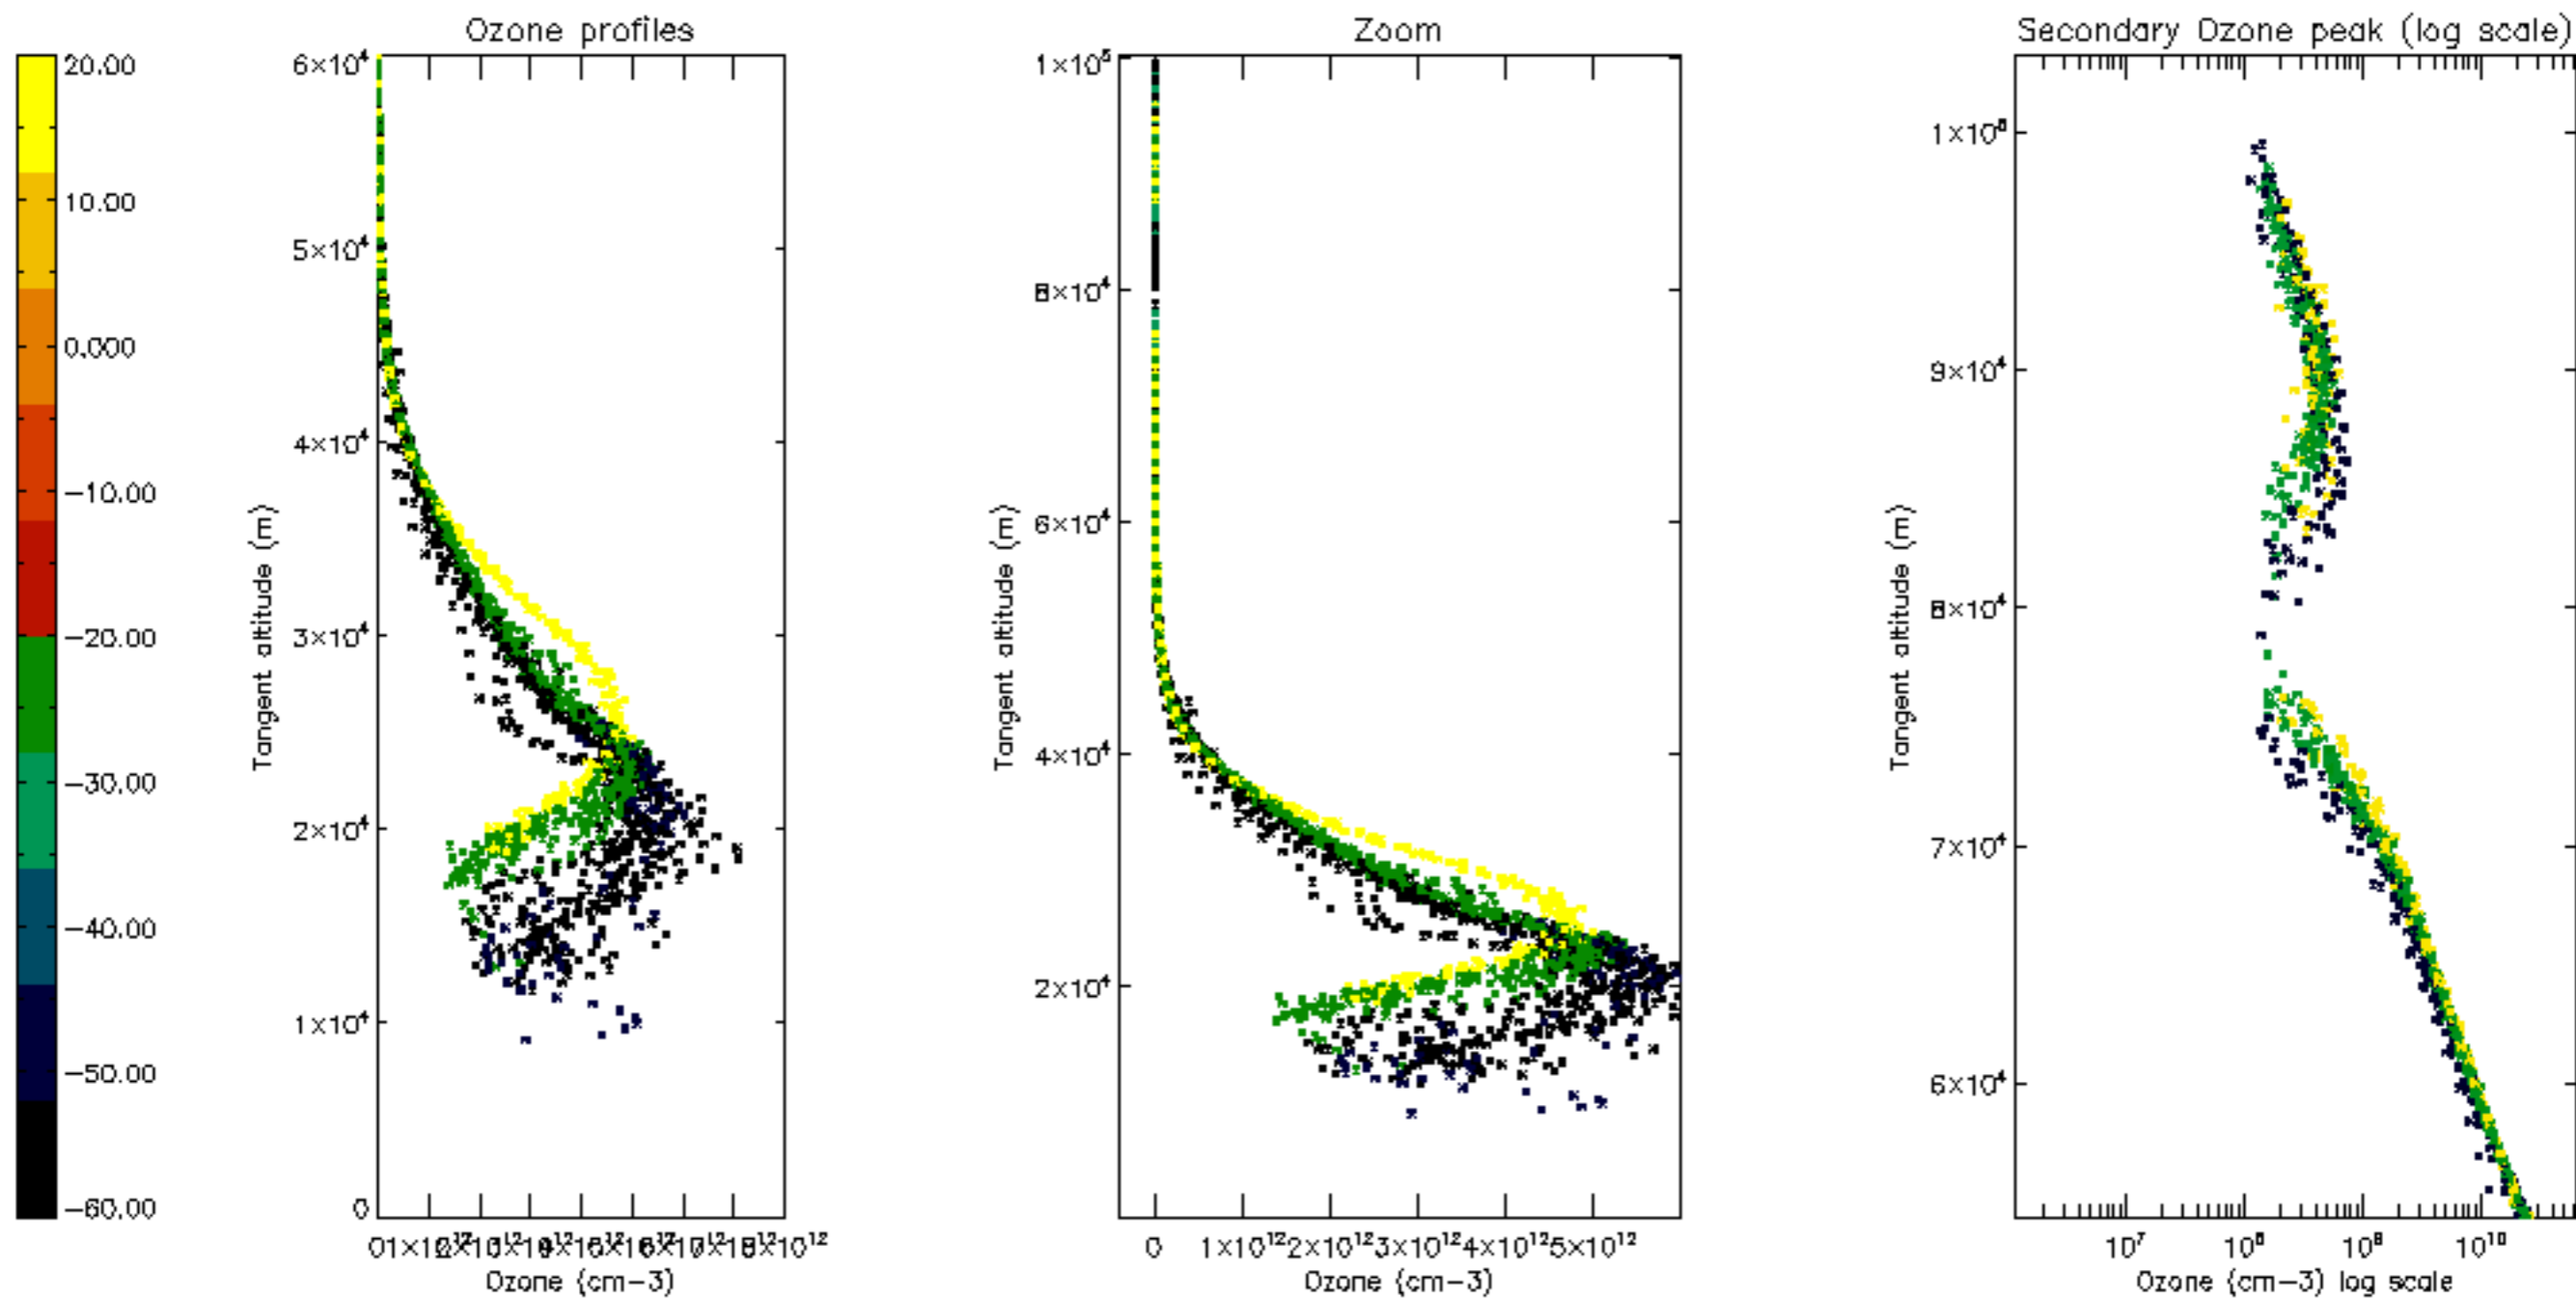 Ozone profiles
Zoom
Secondary Ozone peak (log scale)
20.00
10.00
0.000
−10.00
−20.00
−30.00
−40.00
−50.00
−60.00
6×10⁴
5×10⁴
4×10⁴
3×10⁴
2×10⁴
1×10⁴
0
Tangent altitude (m)
Ozone (cm−3)
1×10⁵
8×10⁴
6×10⁴
4×10⁴
2×10⁴
Tangent altitude (m)
0 1×10¹² 2×10¹² 3×10¹² 4×10¹² 5×10¹²
Ozone (cm−3)
9×10⁴
8×10⁴
7×10⁴
6×10⁴
Tangent altitude (m)
10⁷ 10⁸ 10⁹ 10¹⁰
Ozone (cm−3) log scale